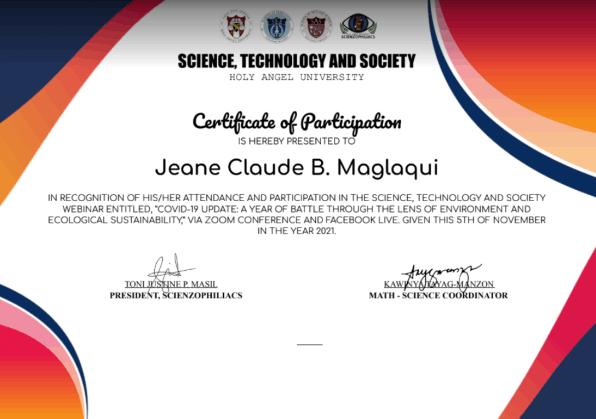 SCIENZOPHILIACS
SCIENCE, TECHNOLOGY AND SOCIETY
HOLY ANGEL UNIVERSITY
Certificate of Participation
IS HEREBY PRESENTED TO
Jeane Claude B. Maglaqui
IN RECOGNITION OF HIS/HER ATTENDANCE AND PARTICIPATION IN THE SCIENCE, TECHNOLOGY AND SOCIETY
WEBINAR ENTITLED, "COVID-19 UPDATE: A YEAR OF BATTLE THROUGH THE LENS OF ENVIRONMENT AND
ECOLOGICAL SUSTAINABILITY," VIA ZOOM CONFERENCE AND FACEBOOK LIVE. GIVEN THIS 5TH OF NOVEMBER
IN THE YEAR 2021.
TONI JUSTINE P. MASIL
PRESIDENT, SCIENZOPHILIACS
TAYAG-MANZON
MATH - SCIENCE COORDINATOR